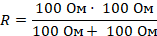 R = (100 Ом · 100 Ом) / (100 Ом + 100 Ом)